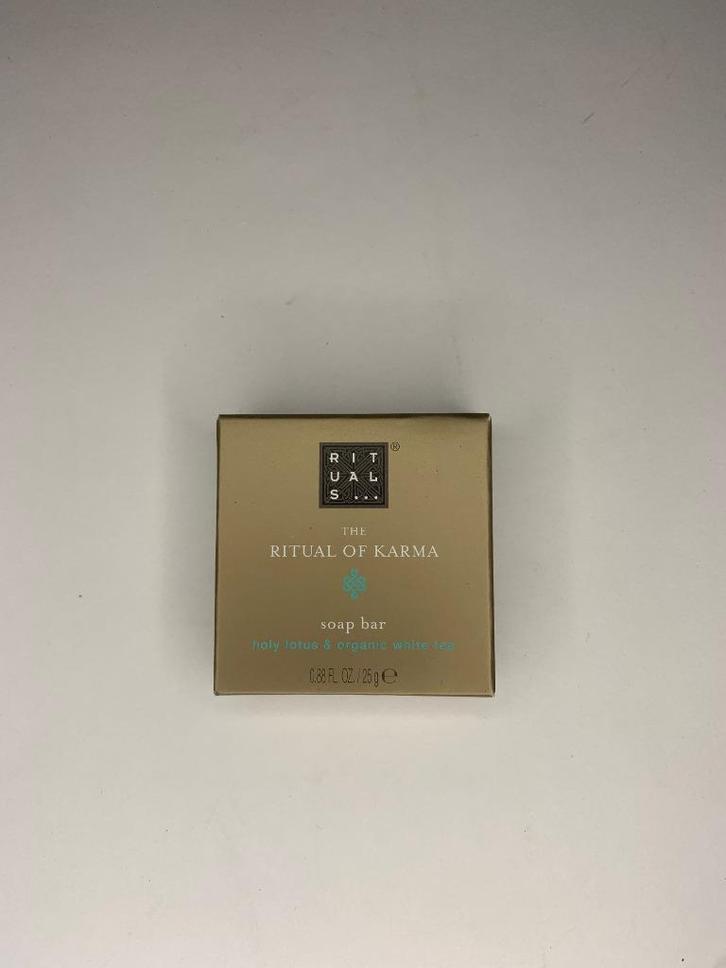 RIT
UAL
S...
®
THE
RITUAL OF KARMA
soap bar
holy lotus & organic white tea
0.88 FL. OZ. / 25 g ℮